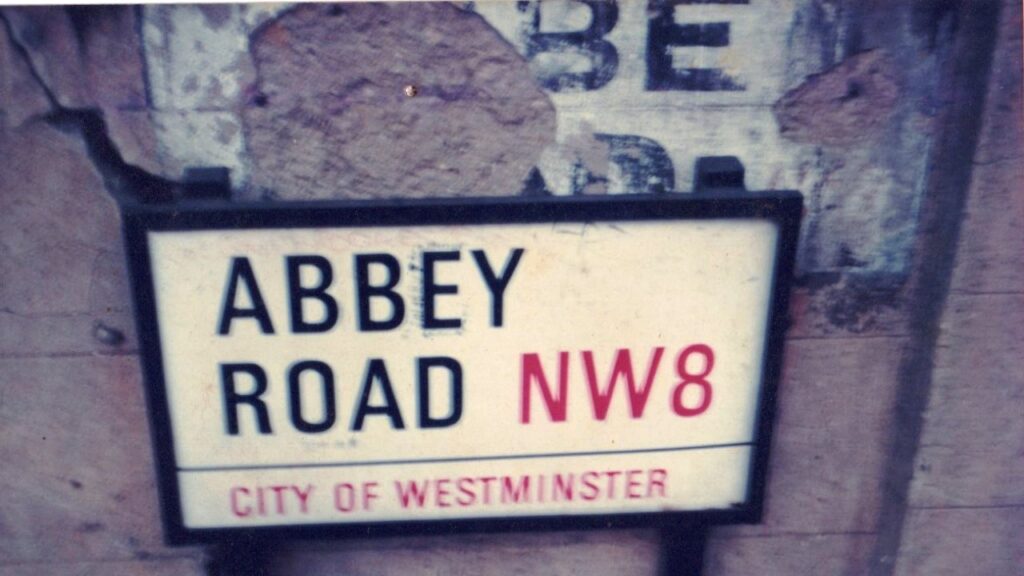 BE
ABBEY
ROAD NW8
CITY OF WESTMINSTER